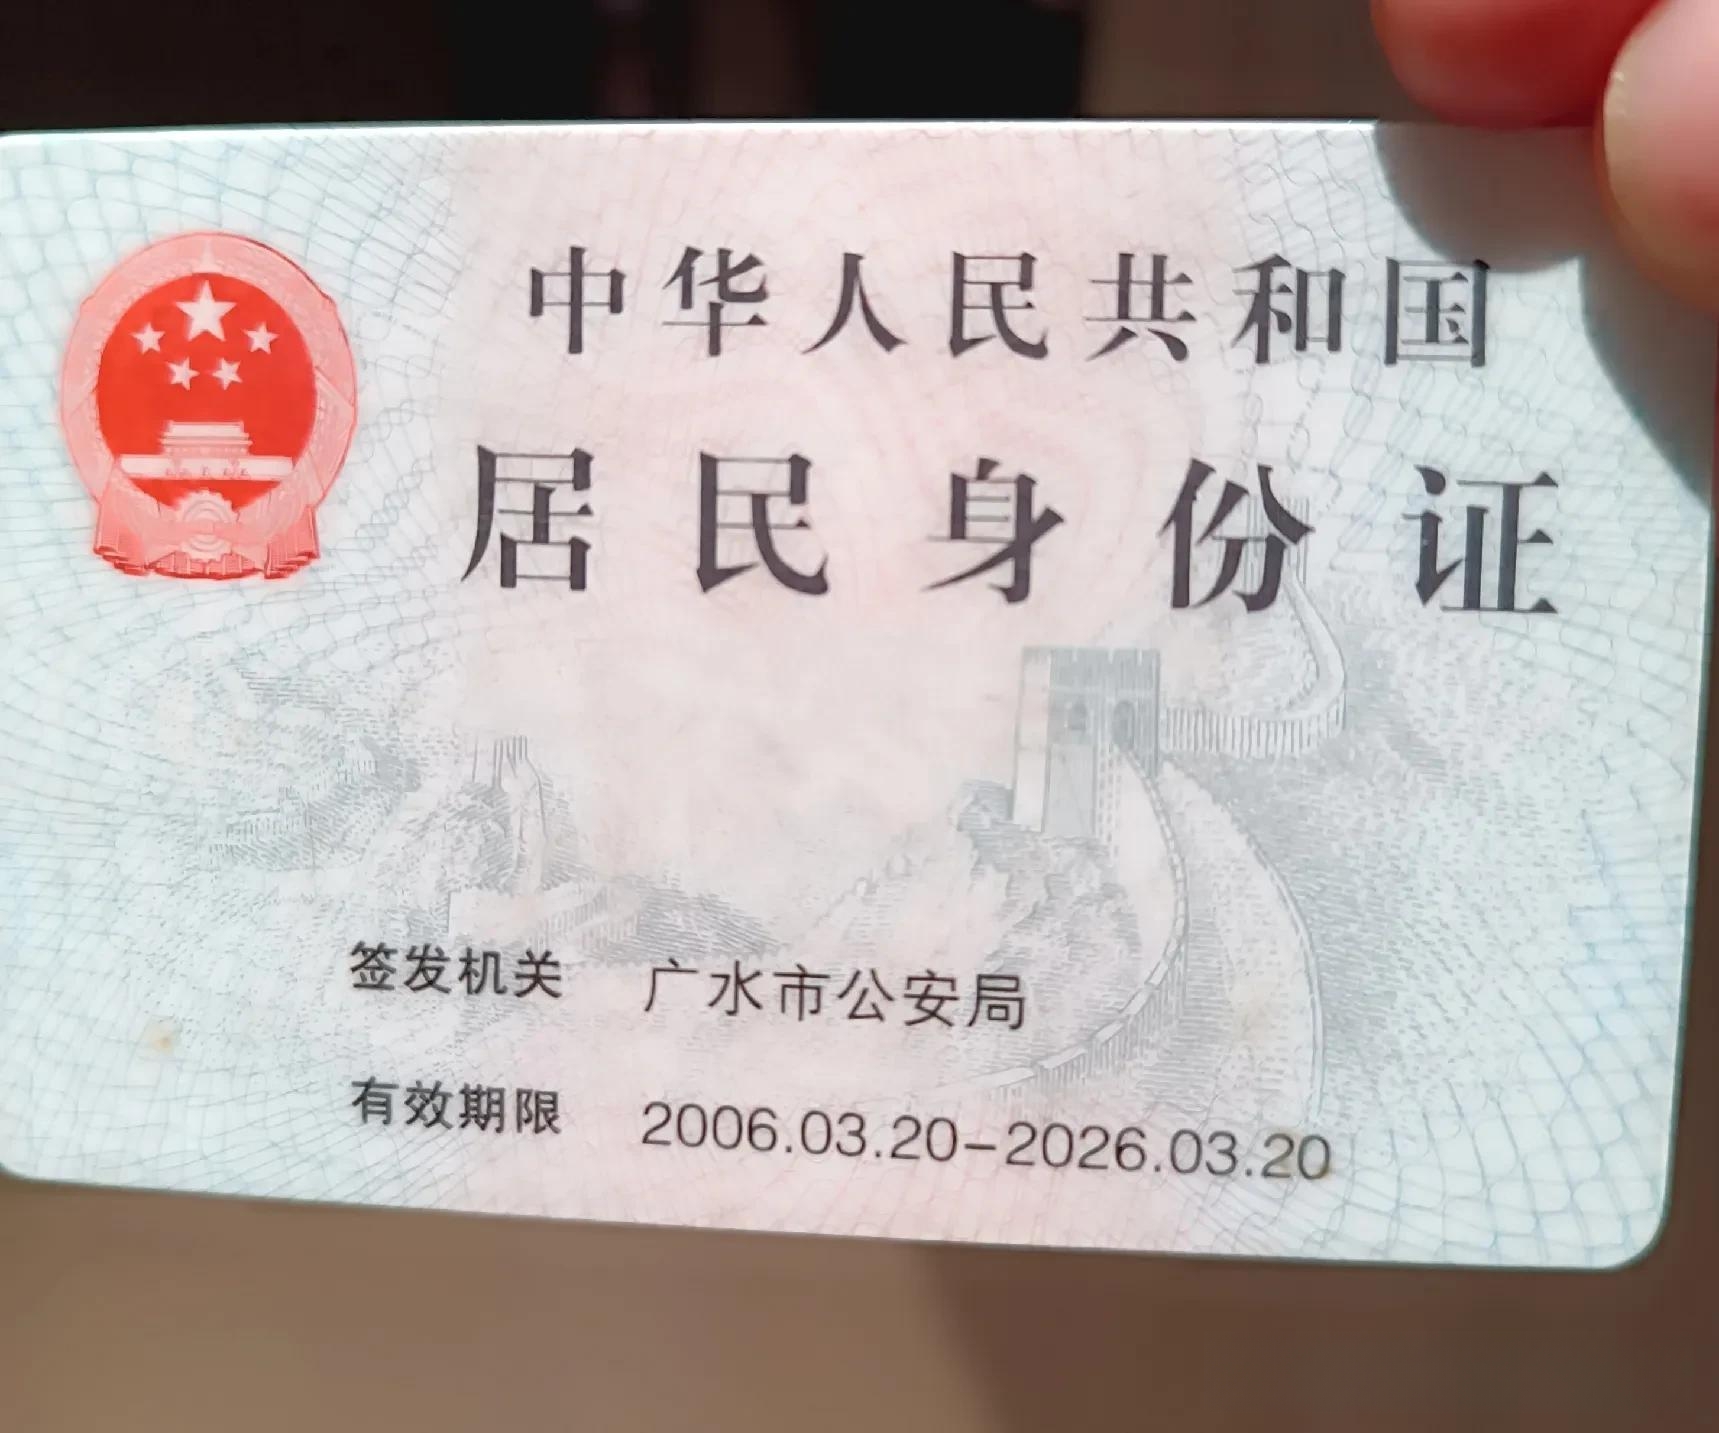 中华人民共和国
居民身份证
签发机关 广水市公安局
有效期限 2006.03.20-2026.03.20